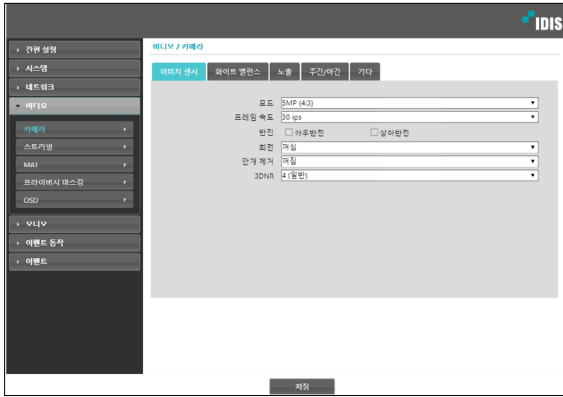 IDIS
간편 설정
시스템
네트워크
비디오
카메라
스트리밍
MAT
프라이버시 마스킹
OSD
오디오
이벤트 동작
이벤트
비디오 / 카메라
이미지 센서 화이트 밸런스 노출 주간/야간 기타
모드 5MP (4:3)
프레임 속도 30 ips
반전 좌우반전 상하반전
회전 꺼짐
안개 제거 꺼짐
3DNR 4 (일반)
저장